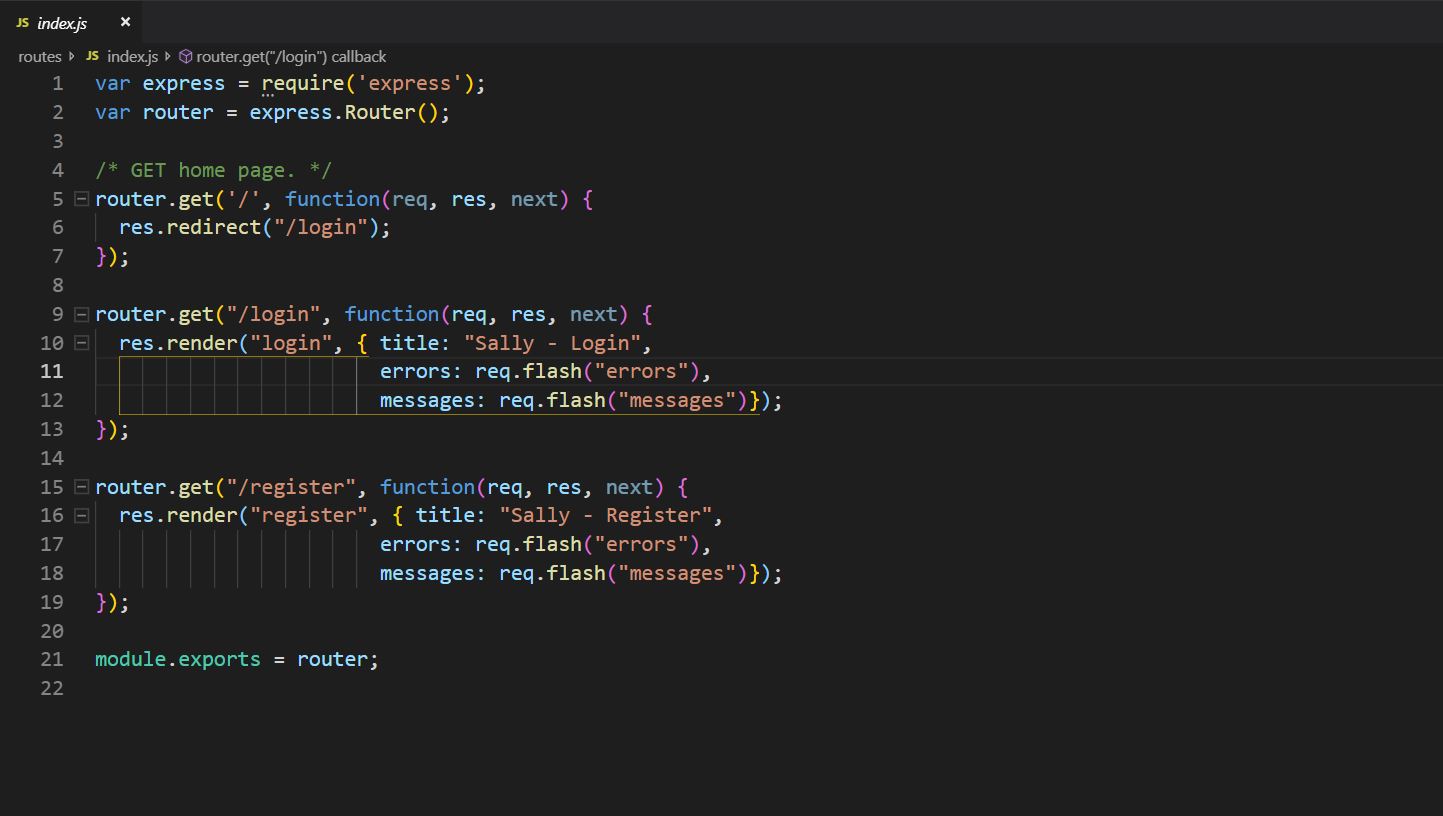 JS index.js ×
routes JS index.js router.get("/login") callback
1 var express = require('express');
2 var router = express.Router();
3
4 /* GET home page. */
5 router.get('/', function(req, res, next) {
6 res.redirect("/login");
7 });
8
9 router.get("/login", function(req, res, next) {
10 res.render("login", { title: "Sally - Login",
11 errors: req.flash("errors"),
12 messages: req.flash("messages")});
13 });
14
15 router.get("/register", function(req, res, next) {
16 res.render("register", { title: "Sally - Register",
17 errors: req.flash("errors"),
18 messages: req.flash("messages")});
19 });
20
21 module.exports = router;
22